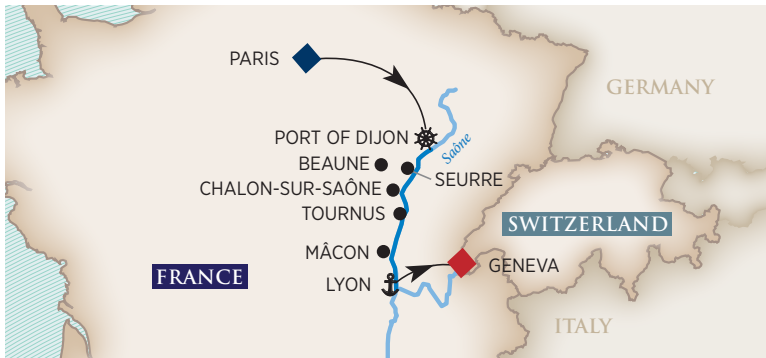 PARIS
GERMANY
PORT OF DIJON
Saône
BEAUNE
SEURRE
CHALON-SUR-SAÔNE
TOURNUS
SWITZERLAND
MÂCON
GENEVA
FRANCE
LYON
ITALY